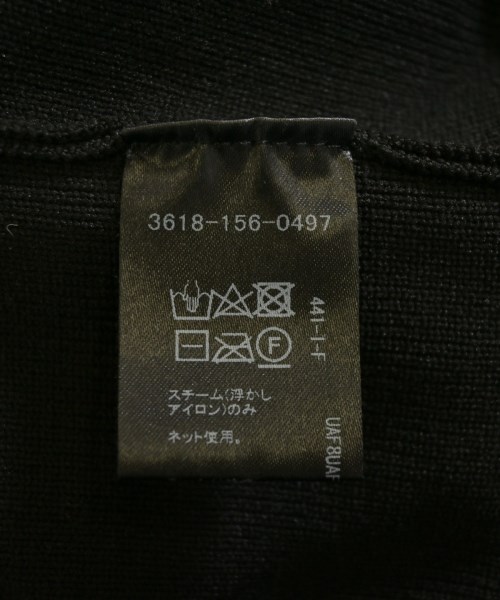 3618-156-0497
441-I-F
F
スチーム(浮かし
アイロン)のみ
ネット使用。
UAF8UAF